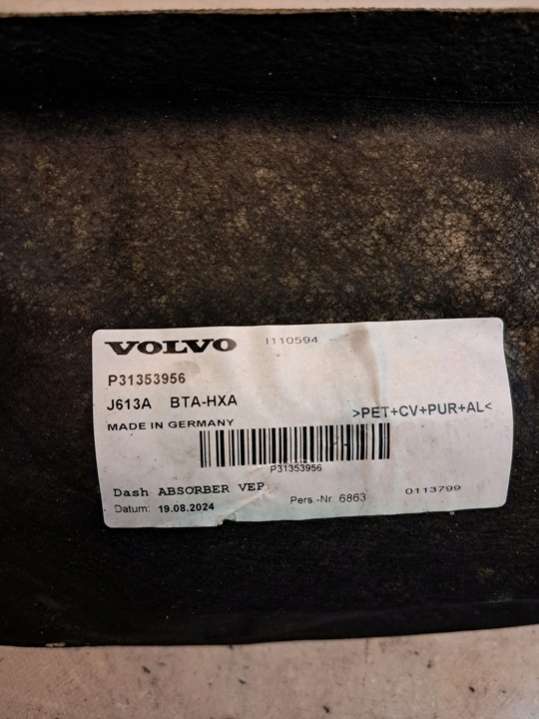 VOLVO I110594
P31353956
J613A BTA-HXA
>PET+CV+PUR+AL<
MADE IN GERMANY
P31353956
Dash ABSORBER VEP
Pers.-Nr. 6863 0113799
Datum: 19.08.2024